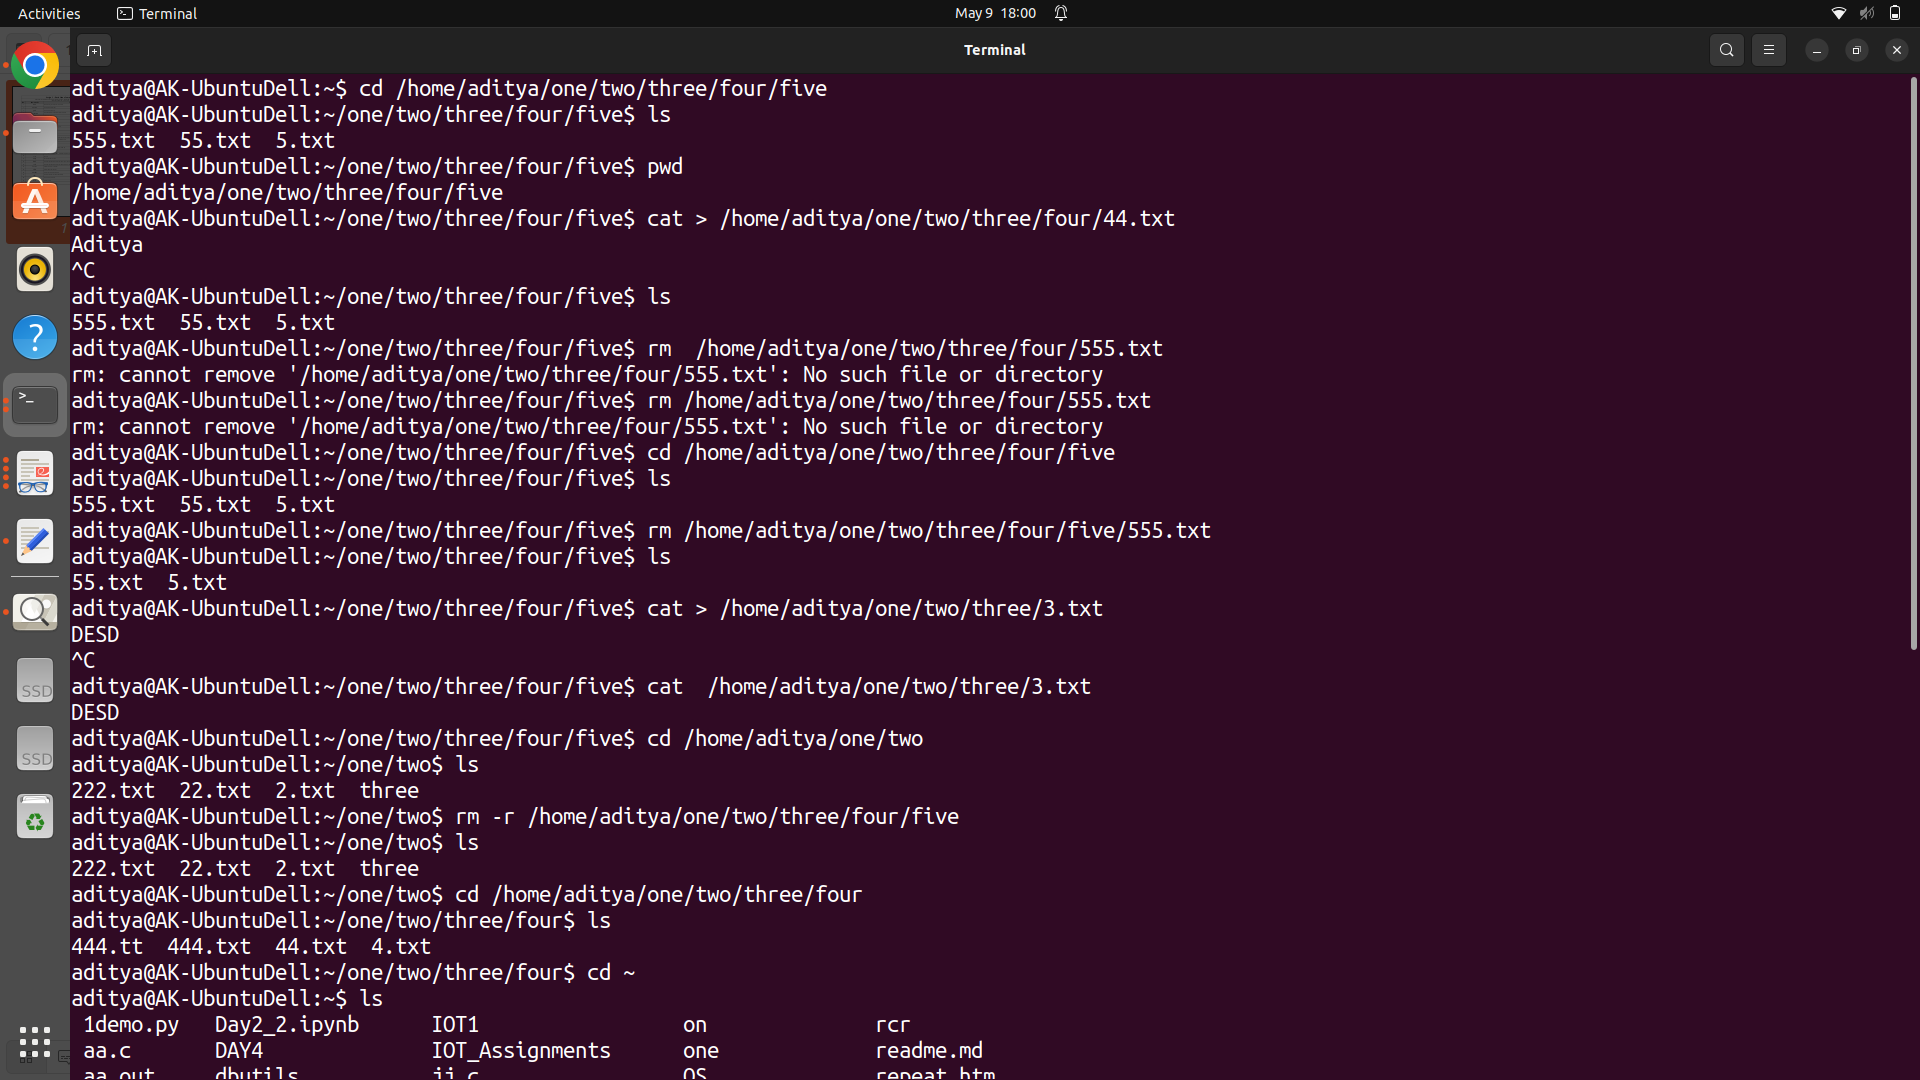 Activities Terminal May 9 18:00
Terminal
aditya@AK-UbuntuDell:~$ cd /home/aditya/one/two/three/four/five
aditya@AK-UbuntuDell:~/one/two/three/four/five$ ls
555.txt 55.txt 5.txt
aditya@AK-UbuntuDell:~/one/two/three/four/five$ pwd
/home/aditya/one/two/three/four/five
aditya@AK-UbuntuDell:~/one/two/three/four/five$ cat > /home/aditya/one/two/three/four/44.txt
Aditya
^C
aditya@AK-UbuntuDell:~/one/two/three/four/five$ ls
555.txt 55.txt 5.txt
aditya@AK-UbuntuDell:~/one/two/three/four/five$ rm  /home/aditya/one/two/three/four/555.txt
rm: cannot remove '/home/aditya/one/two/three/four/555.txt': No such file or directory
aditya@AK-UbuntuDell:~/one/two/three/four/five$ rm /home/aditya/one/two/three/four/555.txt
rm: cannot remove '/home/aditya/one/two/three/four/555.txt': No such file or directory
aditya@AK-UbuntuDell:~/one/two/three/four/five$ cd /home/aditya/one/two/three/four/five
aditya@AK-UbuntuDell:~/one/two/three/four/five$ ls
555.txt 55.txt 5.txt
aditya@AK-UbuntuDell:~/one/two/three/four/five$ rm /home/aditya/one/two/three/four/five/555.txt
aditya@AK-UbuntuDell:~/one/two/three/four/five$ ls
55.txt 5.txt
aditya@AK-UbuntuDell:~/one/two/three/four/five$ cat > /home/aditya/one/two/three/3.txt
DESD
^C
aditya@AK-UbuntuDell:~/one/two/three/four/five$ cat  /home/aditya/one/two/three/3.txt
DESD
aditya@AK-UbuntuDell:~/one/two/three/four/five$ cd /home/aditya/one/two
aditya@AK-UbuntuDell:~/one/two$ ls
222.txt 22.txt 2.txt three
aditya@AK-UbuntuDell:~/one/two$ rm -r /home/aditya/one/two/three/four/five
aditya@AK-UbuntuDell:~/one/two$ ls
222.txt 22.txt 2.txt three
aditya@AK-UbuntuDell:~/one/two$ cd /home/aditya/one/two/three/four
aditya@AK-UbuntuDell:~/one/two/three/four$ ls
444.tt 444.txt 44.txt 4.txt
aditya@AK-UbuntuDell:~/one/two/three/four$ cd ~
aditya@AK-UbuntuDell:~$ ls
1demo.py Day2_2.ipynb IOT1 on rcr
aa.c DAY4 IOT_Assignments one readme.md
aa.out dbutils ii.c OS repeat.htm
SSD
SSD